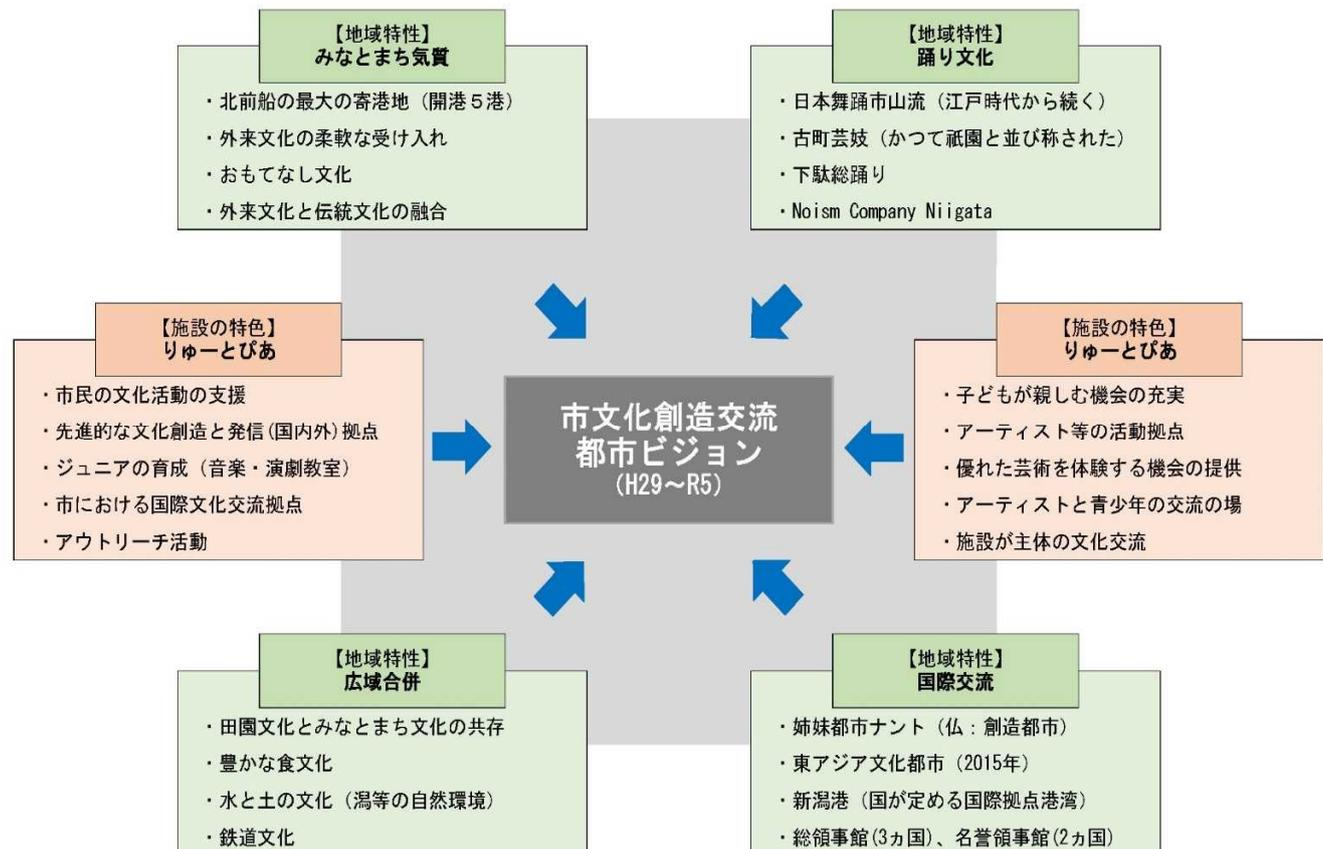 【地域特性】
みなとまち気質
・北前船の最大の寄港地（開港５港）
・外来文化の柔軟な受け入れ
・おもてなし文化
・外来文化と伝統文化の融合
【地域特性】
踊り文化
・日本舞踊市山流（江戸時代から続く）
・古町芸妓（かつて祇園と並び称された）
・下駄総踊り
・Noism Company Niigata
【施設の特色】
りゅーとぴあ
・市民の文化活動の支援
・先進的な文化創造と発信(国内外)拠点
・ジュニアの育成（音楽・演劇教室）
・市における国際文化交流拠点
・アウトリーチ活動
市文化創造交流
都市ビジョン
(H29～R5)
【施設の特色】
りゅーとぴあ
・子どもが親しむ機会の充実
・アーティスト等の活動拠点
・優れた芸術を体験する機会の提供
・アーティストと青少年の交流の場
・施設が主体の文化交流
【地域特性】
広域合併
・田園文化とみなとまち文化の共存
・豊かな食文化
・水と土の文化（潟等の自然環境）
・鉄道文化
【地域特性】
国際交流
・姉妹都市ナント（仏：創造都市）
・東アジア文化都市（2015年）
・新潟港（国が定める国際拠点港湾）
・総領事館(3ヵ国)、名誉領事館(2ヵ国)